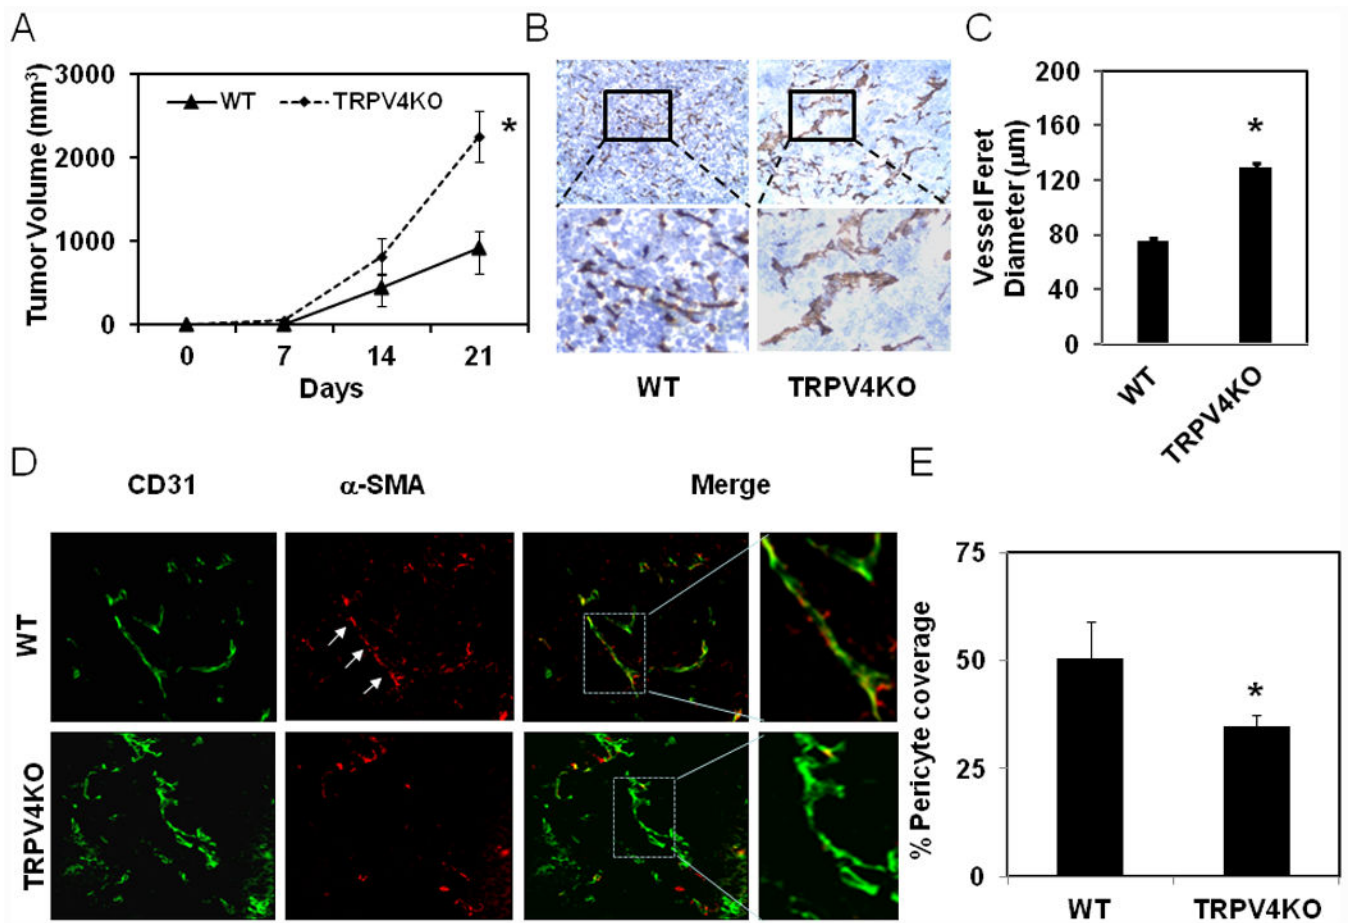 A
Tumor Volume (mm³)
3000
2000
1000
0
WT
TRPV4KO
*
0 7 14 21
Days
B
WT TRPV4KO
C
Vessel Feret
Diameter (μm)
200
160
120
80
40
0
*
WT
TRPV4KO
D
CD31 α-SMA Merge
WT
TRPV4KO
E
% Pericyte coverage
75
50
25
0
*
WT TRPV4KO